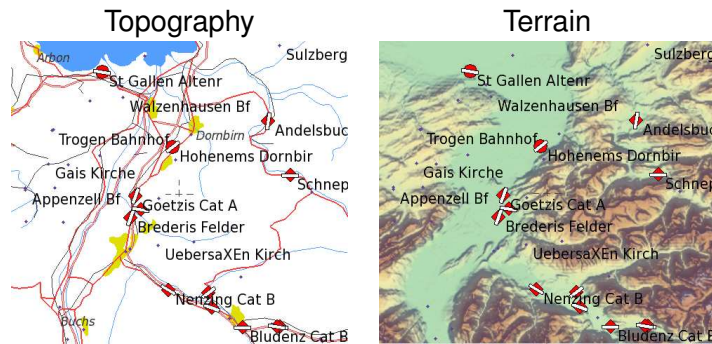 Topography
Terrain
Arbon
Sulzberg
St Gallen Altenr
Walzenhausen Bf
Andelsbuc
Dornbirn
Trogen Bahnhof
Hohenems Dornbir
Gais Kirche
Schnep
Appenzell Bf
Goetzis Cat A
Brederis Felder
UebersaXEn Kirch
Nenzing Cat B
Buchs
Bludenz Cat B
Sulzberg
St Gallen Altenr
Walzenhausen Bf
Andelsbuc
Trogen Bahnhof
Hohenems Dornbir
Gais Kirche
Schnep
Appenzell Bf
Goetzis Cat A
Brederis Felder
UebersaXEn Kirch
Nenzing Cat B
Bludenz Cat B